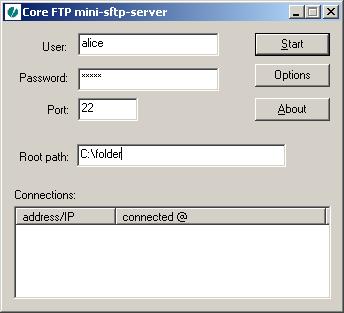 Core FTP mini-sftp-server
User: alice
Start
Password: xxxxx
Options
Port: 22
About
Root path: C:\folder
Connections:
address/IP connected @